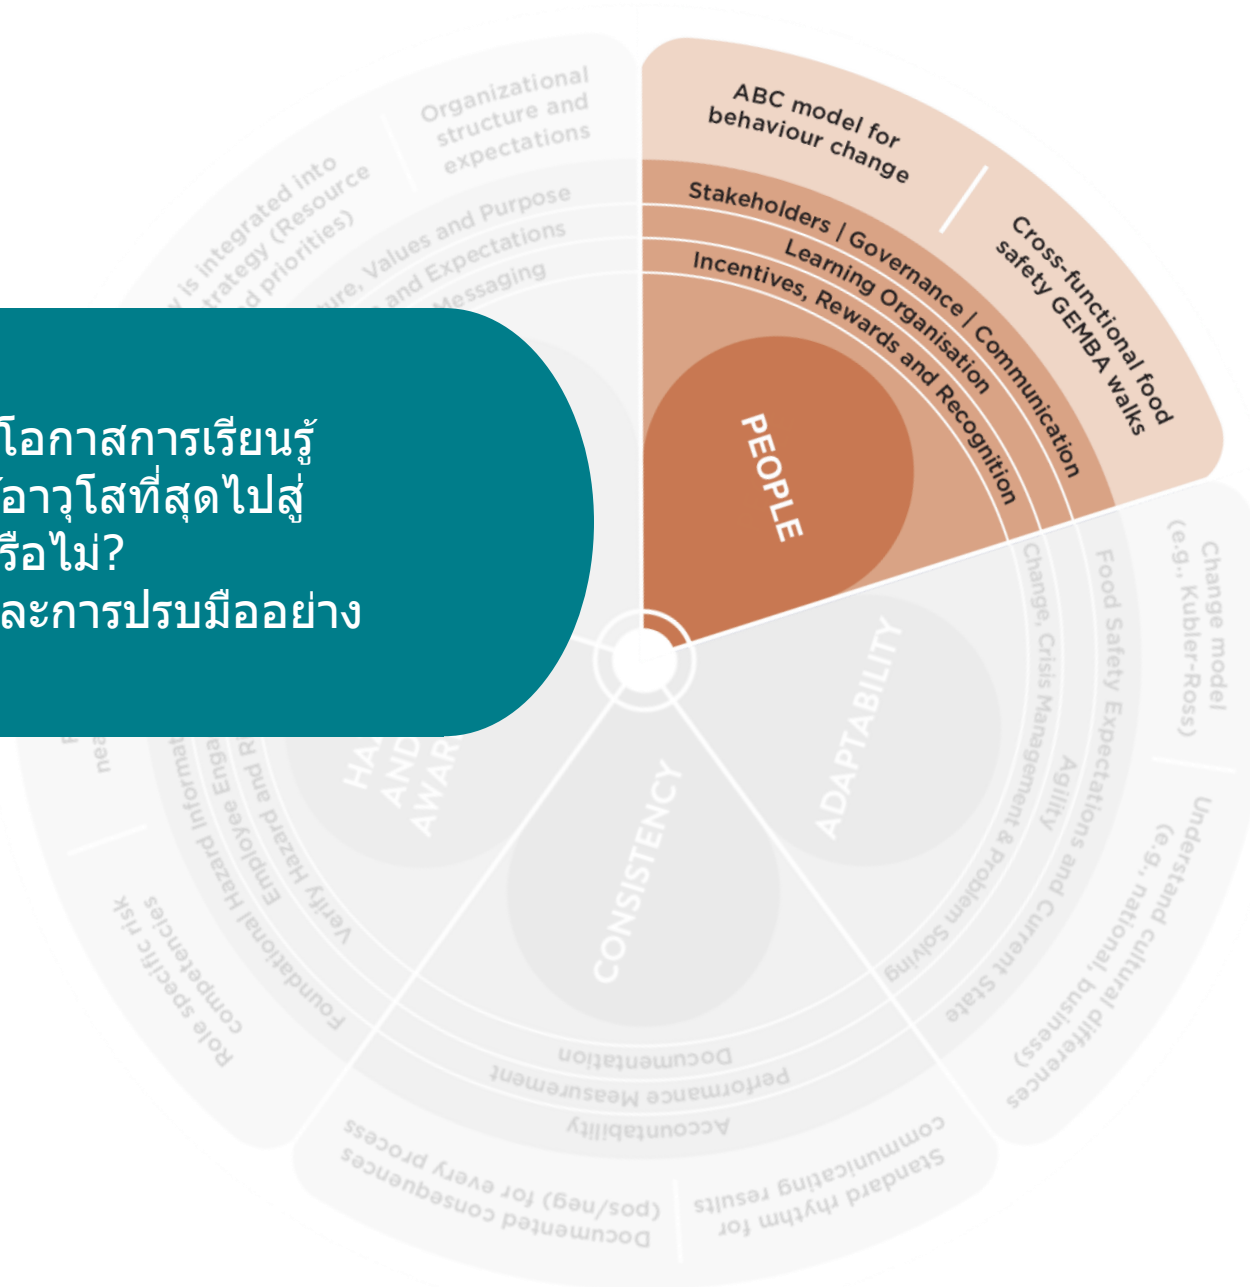 Organizational
structure and
expectations
is integrated into
(Resource
priorities)
Values and Purpose
and Expectations
Messaging
ABC model for
behaviour change
Cross-functional food
safety GEMBA walks
Stakeholders | Governance | Communication
Learning Organisation
Incentives, Rewards and Recognition
PEOPLE
โอกาสการเรียนรู้
อาวุโสที่สุดไปสู่
รือไม่?
ละการปรบมืออย่าง
Change model
(e.g., Kubler-Ross)
Understand cultural differences
(e.g., national, business)
Food Safety Expectations and Current State
Agility
Change, Crisis Management & Problem Solving
ADAPTABILITY
CONSISTENCY
Documentation
Performance Measurement
Accountability
Standard rhythm for
communicating results
Documented consequences
(pos/neg) for every process
AND
Verify Hazard and
Employee
Foundational Hazard
Role specific risk
competencies